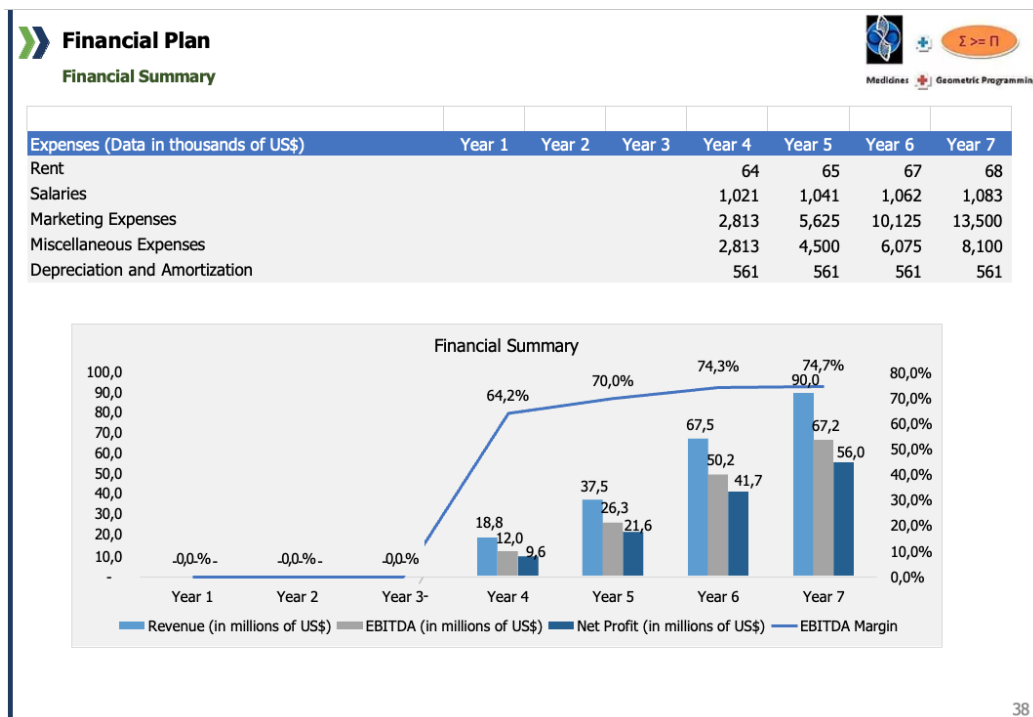 Financial Plan
Financial Summary
Σ >= Π
Medicines Geometric Programmin
Expenses (Data in thousands of US$) Year 1 Year 2 Year 3 Year 4 Year 5 Year 6 Year 7
Rent 64 65 67 68
Salaries 1,021 1,041 1,062 1,083
Marketing Expenses 2,813 5,625 10,125 13,500
Miscellaneous Expenses 2,813 4,500 6,075 8,100
Depreciation and Amortization 561 561 561 561
Financial Summary
100,0
90,0
80,0
70,0
60,0
50,0
40,0
30,0
20,0
10,0
-
80,0%
70,0%
60,0%
50,0%
40,0%
30,0%
20,0%
10,0%
0,0%
64,2% 70,0% 74,3% 74,7%
-0,0-% - -0,0-% - -0,0-%
18,8 12,0 9,6
37,5 26,3 21,6
67,5 50,2 41,7
90,0 67,2 56,0
Year 1 Year 2 Year 3- Year 4 Year 5 Year 6 Year 7
Revenue (in millions of US$) EBITDA (in millions of US$) Net Profit (in millions of US$) EBITDA Margin
38